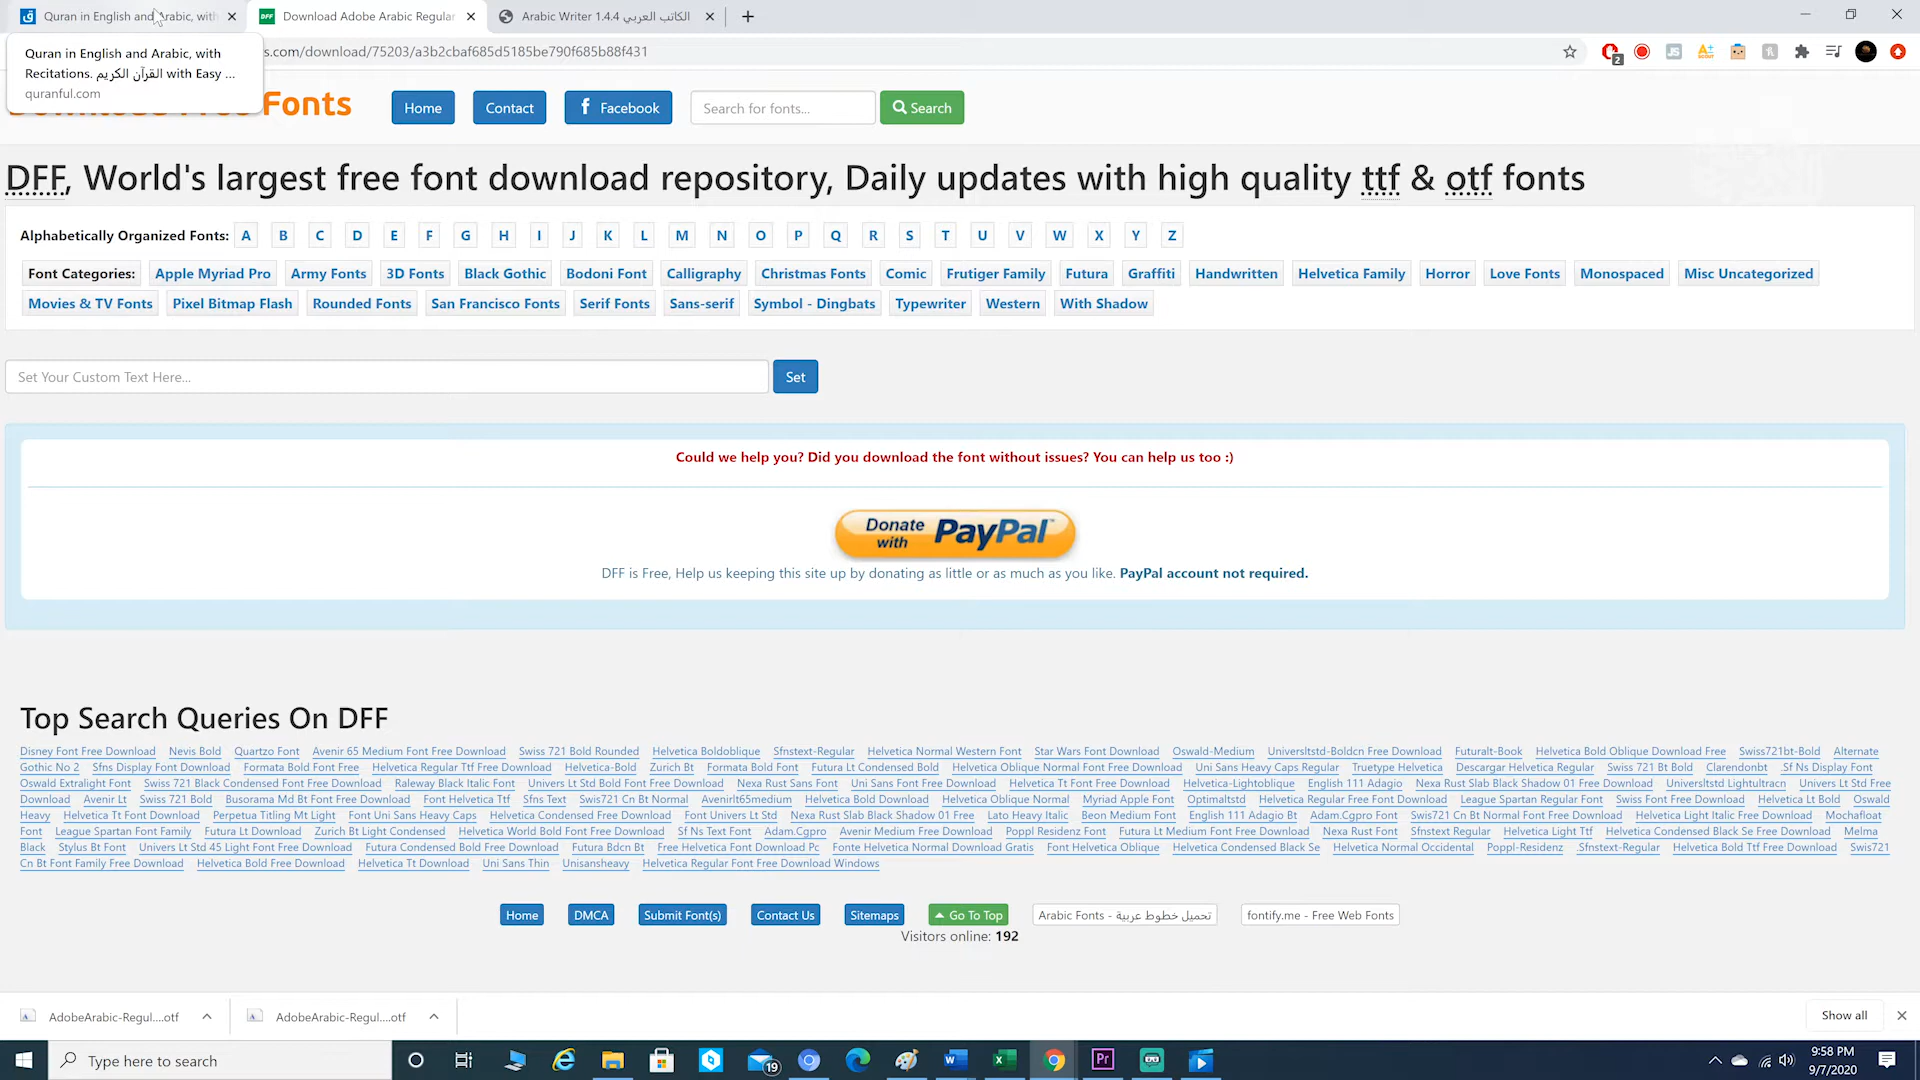 Quran in English and Arabic, with
Download Adobe Arabic Regular
Arabic Writer 1.4.4 الكاتب العربي
Quran in English and Arabic, with
Recitations. القرآن الكريم with Easy ...
quranful.com
s.com/download/75203/a3b2cbaf685d5185be790f685b88f431
Fonts
Home
Contact
Facebook
Search for fonts...
Search
DFF, World's largest free font download repository, Daily updates with high quality ttf & otf fonts
Alphabetically Organized Fonts: A B C D E F G H I J K L M N O P Q R S T U V W X Y Z
Font Categories: Apple Myriad Pro Army Fonts 3D Fonts Black Gothic Bodoni Font Calligraphy Christmas Fonts Comic Frutiger Family Futura Graffiti Handwritten Helvetica Family Horror Love Fonts Monospaced Misc Uncategorized
Movies & TV Fonts Pixel Bitmap Flash Rounded Fonts San Francisco Fonts Serif Fonts Sans-serif Symbol - Dingbats Typewriter Western With Shadow
Set Your Custom Text Here...
Set
Could we help you? Did you download the font without issues? You can help us too :)
Donate with PayPal
DFF is Free, Help us keeping this site up by donating as little or as much as you like. PayPal account not required.
Top Search Queries On DFF
Disney Font Free Download Nevis Bold Quartzo Font Avenir 65 Medium Font Free Download Swiss 721 Bold Rounded Helvetica Boldoblique Sfnstext-Regular Helvetica Normal Western Font Star Wars Font Download Oswald-Medium Universltstd-Boldcn Free Download Futuralt-Book Helvetica Bold Oblique Download Free Swiss721bt-Bold Alternate
Gothic No 2 Sfns Display Font Download Formata Bold Font Free Helvetica Regular Ttf Free Download Helvetica-Bold Zurich Bt Formata Bold Font Futura Lt Condensed Bold Helvetica Oblique Normal Font Free Download Uni Sans Heavy Caps Regular Truetype Helvetica Descargar Helvetica Regular Swiss 721 Bt Bold Clarendonbt .Sf Ns Display Font
Oswald Extralight Font Swiss 721 Black Condensed Font Free Download Raleway Black Italic Font Univers Lt Std Bold Font Free Download Nexa Rust Sans Font Uni Sans Font Free Download Helvetica Tt Font Free Download Helvetica-Lightoblique English 111 Adagio Nexa Rust Slab Black Shadow 01 Free Download Universltstd Lightultracn Univers Lt Std Free
Download Avenir Lt Swiss 721 Bold Busorama Md Bt Font Free Download Font Helvetica Ttf Sfns Text Swis721 Cn Bt Normal Avenirlt65medium Helvetica Bold Download Helvetica Oblique Normal Myriad Apple Font Optimaltstd Helvetica Regular Free Font Download League Spartan Regular Font Swiss Font Free Download Helvetica Lt Bold Oswald
Heavy Helvetica Tt Font Download Perpetua Titling Mt Light Font Uni Sans Heavy Caps Helvetica Condensed Free Download Font Univers Lt Std Nexa Rust Slab Black Shadow 01 Free Lato Heavy Italic Beon Medium Font English 111 Adagio Bt Adam.Cgpro Font Swis721 Cn Bt Normal Font Free Download Helvetica Light Italic Free Download Mochafloat
Font League Spartan Font Family Futura Lt Download Zurich Bt Light Condensed Helvetica World Bold Font Free Download Sf Ns Text Font Adam.Cgpro Avenir Medium Free Download Poppl Residenz Font Futura Lt Medium Font Free Download Nexa Rust Font Sfnstext Regular Helvetica Light Ttf Helvetica Condensed Black Se Free Download Melma
Black Stylus Bt Font Univers Lt Std 45 Light Font Free Download Futura Condensed Bold Free Download Futura Bdcn Bt Free Helvetica Font Download Pc Fonte Helvetica Normal Download Gratis Font Helvetica Oblique Helvetica Condensed Black Se Helvetica Normal Occidental Poppl-Residenz .Sfnstext-Regular Helvetica Bold Ttf Free Download Swis721
Cn Bt Font Family Free Download Helvetica Bold Free Download Helvetica Tt Download Uni Sans Thin Unisansheavy Helvetica Regular Font Free Download Windows
Home DMCA Submit Font(s) Contact Us Sitemaps Go To Top Arabic Fonts - تحميل خطوط عربية fontify.me - Free Web Fonts
Visitors online: 192
AdobeArabic-Regul....otf
AdobeArabic-Regul....otf
Show all
Type here to search
19
9:58 PM
9/7/2020